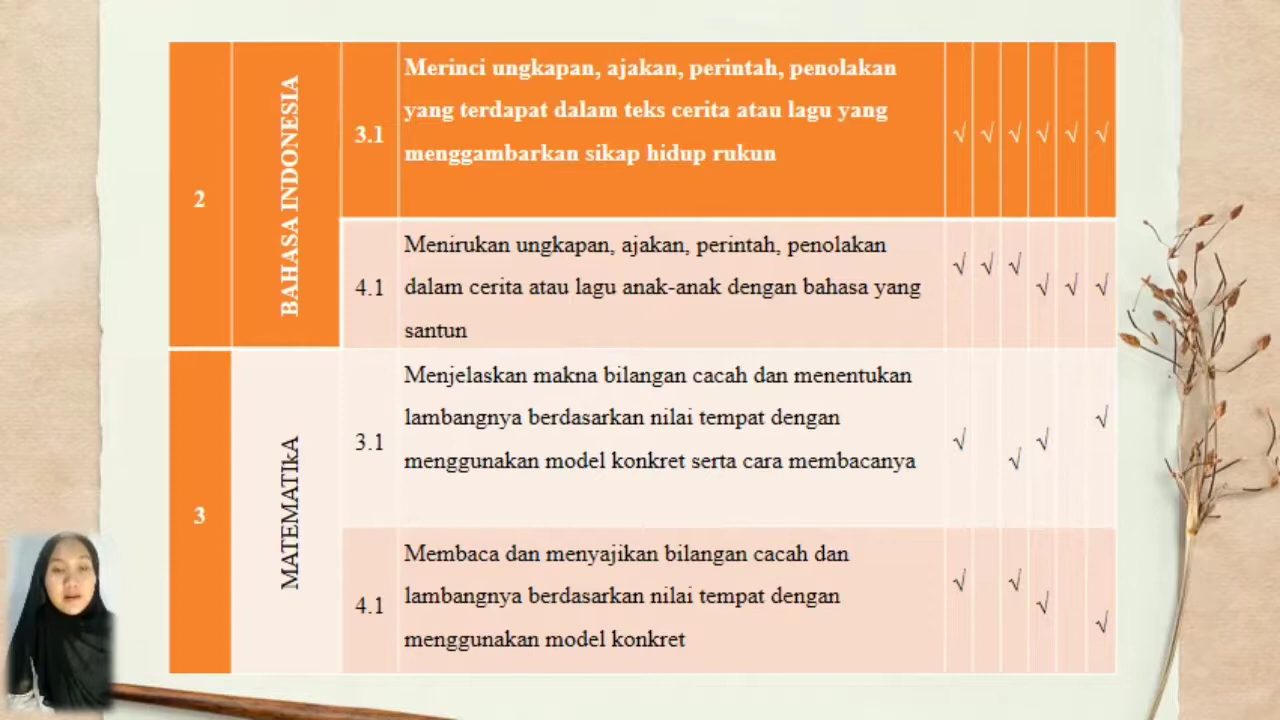 2
BAHASA INDONESIA
3.1
Merinci ungkapan, ajakan, perintah, penolakan
yang terdapat dalam teks cerita atau lagu yang
menggambarkan sikap hidup rukun
√ √ √ √ √ √
4.1
Menirukan ungkapan, ajakan, perintah, penolakan
dalam cerita atau lagu anak-anak dengan bahasa yang
santun
√ √ √ √ √ √
3
MATEMATIkA
3.1
Menjelaskan makna bilangan cacah dan menentukan
lambangnya berdasarkan nilai tempat dengan
menggunakan model konkret serta cara membacanya
√ √ √ √
4.1
Membaca dan menyajikan bilangan cacah dan
lambangnya berdasarkan nilai tempat dengan
menggunakan model konkret
√ √ √ √